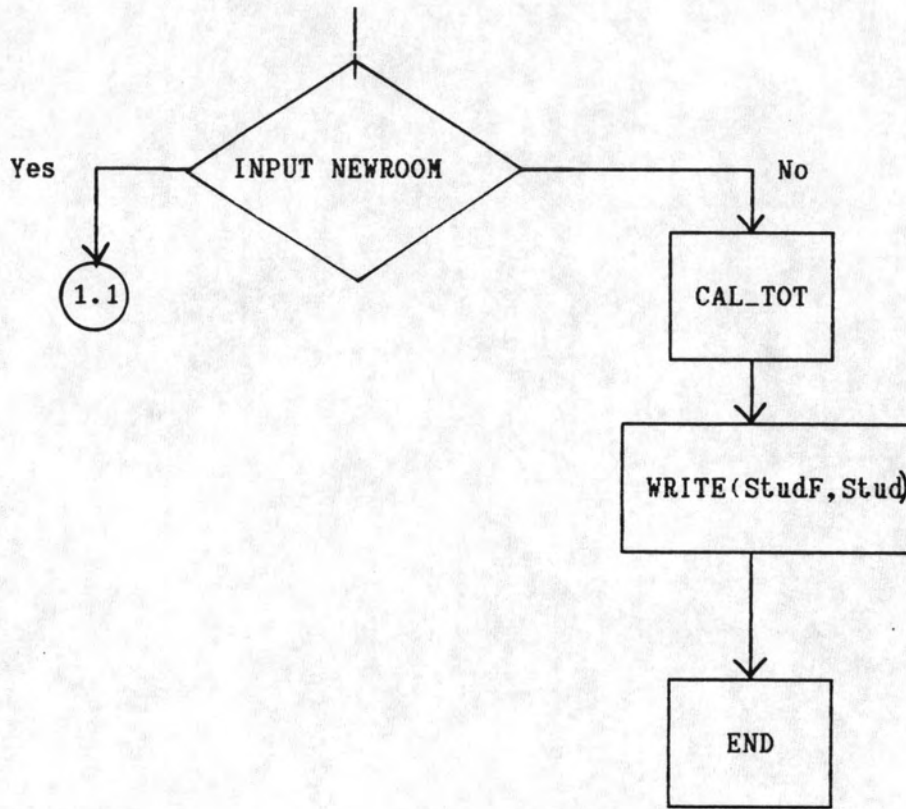 Yes
INPUT NEWROOM
No
1.1
CAL_TOT
WRITE(StudF,Stud)
END